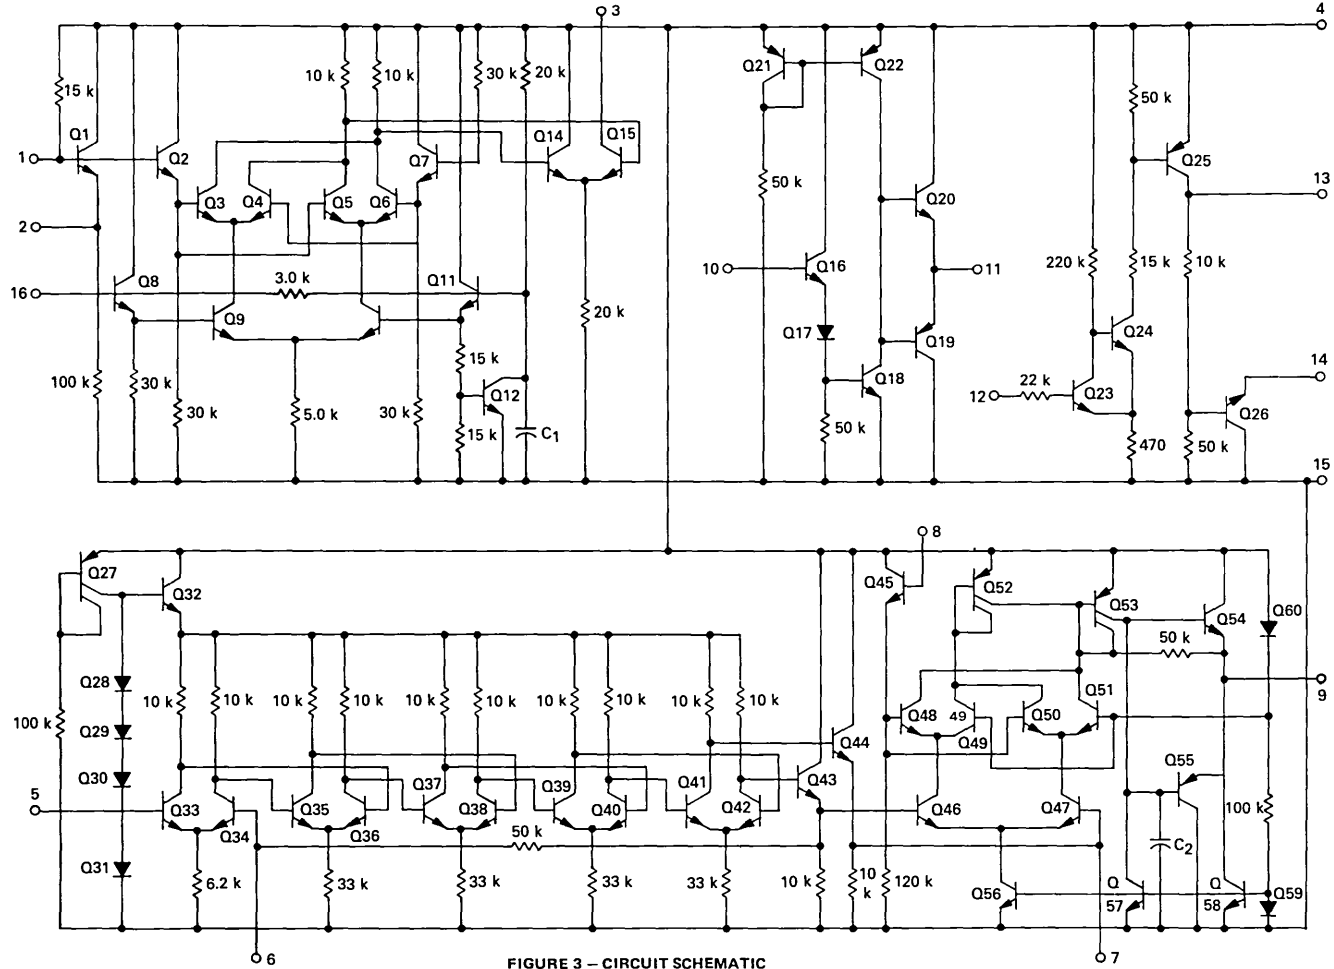 3 4
10 k 10 k 30 k 20 k Q21 Q22
15 k 50 k
Q1 Q2 Q7 Q14 Q15 Q25
1
Q3 Q4 Q5 Q6 50 k Q20 13
2
Q8 3.0 k Q11 10 Q16 11 220 k 15 k 10 k
16
Q9 20 k Q17 Q19 Q24
15 k 14
100 k 30 k 30 k 5.0 k 30 k Q12 Q18 12 22 k Q23 Q26
15 k C1 50 k 470 50 k
15
8
Q27 Q32 Q45 Q52 Q53 Q54 Q60
50 k
Q28 10 k 10 k 10 k 10 k 10 k 10 k 10 k 10 k 10 k 10 k Q51 9
100 k Q29 Q48 49 Q50
Q44 Q49
Q30 Q37 Q39 Q41 Q43 Q55
5 Q33 Q35 Q38 Q40 Q42 Q46 Q47 100 k
Q34 Q36 50 k C2
Q31 6.2 k 33 k 33 k 33 k 33 k 10 k 10 k 120 k Q56 Q 57 Q 58 Q59
6 7
FIGURE 3 – CIRCUIT SCHEMATIC